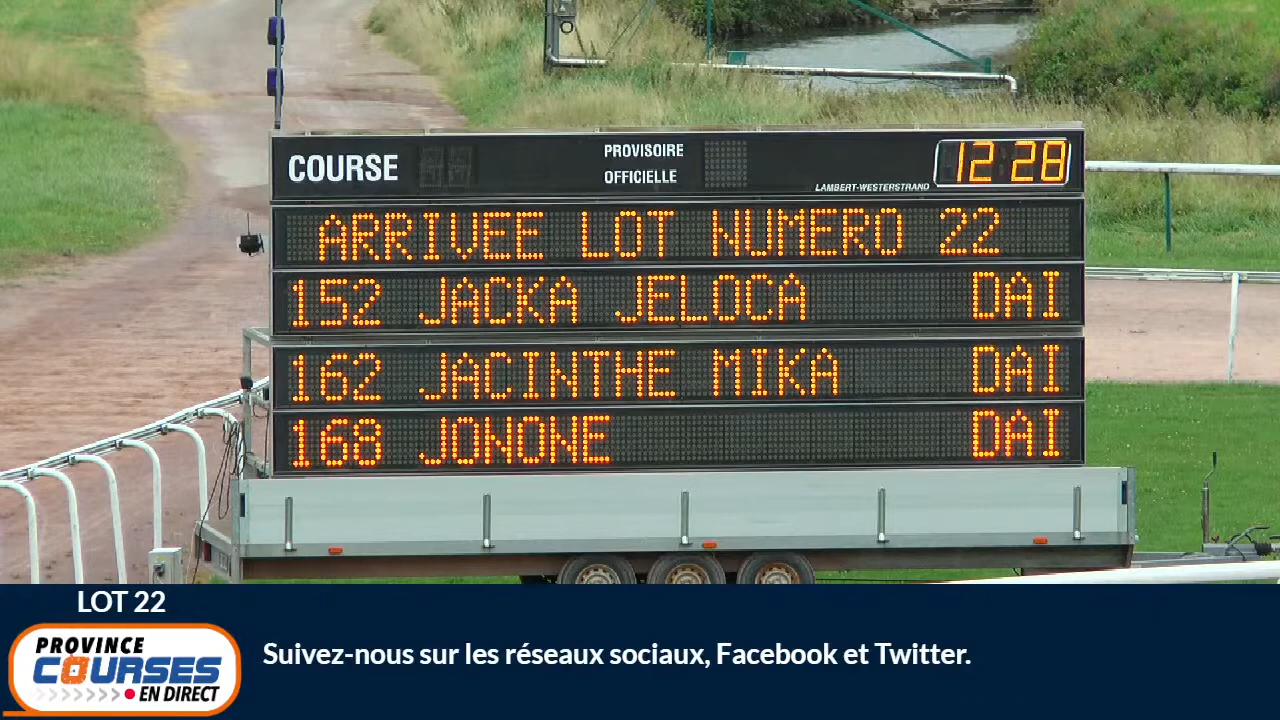 COURSE
PROVISOIRE
OFFICIELLE
LAMBERT-WESTERSTRAND
12:28
ARRIVEE LOT NUMERO 22
152 JACKA JELOCA DAI
162 JACINTHE MIKA DAI
168 JONONE DAI
LOT 22
PROVINCE
COURSES
EN DIRECT
Suivez-nous sur les réseaux sociaux, Facebook et Twitter.